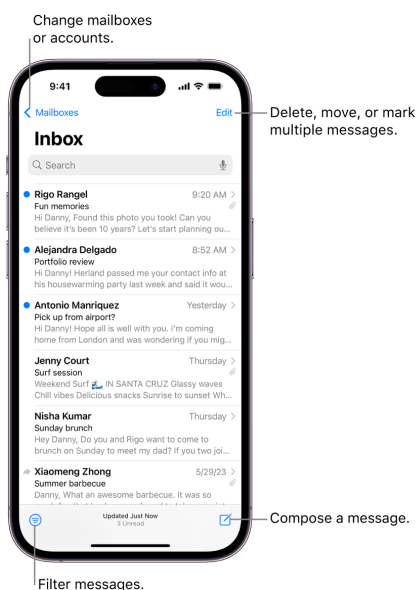 Change mailboxes
or accounts.
9:41
Mailboxes
Edit
Delete, move, or mark
multiple messages.
Inbox
Search
Rigo Rangel
9:20 AM
Fun memories
Hi Danny, Found this photo you took! Can you
believe it's been 10 years? Let's start planning ou...
Alejandra Delgado
8:52 AM
Portfolio review
Hi Danny! Herland passed me your contact info at
his housewarming party last week and said it wou...
Antonio Manriquez
Yesterday
Pick up from airport?
Hi Danny! Hope all is well with you. I'm coming
home from London and was wondering if you mig...
Jenny Court
Thursday
Surf session
Weekend Surf 🌊 IN SANTA CRUZ Glassy waves
Chill vibes Delicious snacks Sunrise to sunset Wh...
Nisha Kumar
Thursday
Sunday brunch
Hey Danny, Do you and Rigo want to come to
brunch on Sunday to meet my dad? If you two joi...
Xiaomeng Zhong
5/29/23
Summer barbecue
Danny, What an awesome barbecue. It was so
Updated Just Now
3 Unread
Compose a message.
Filter messages.